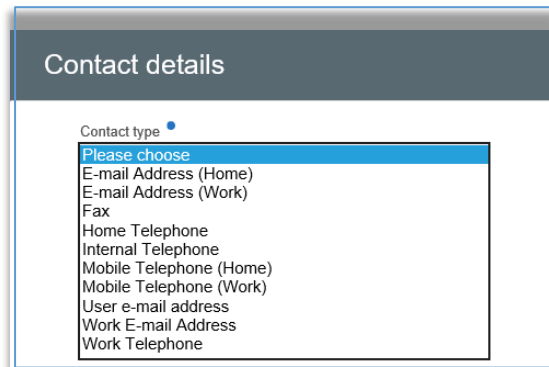 Contact details
Contact type
Please choose
E-mail Address (Home)
E-mail Address (Work)
Fax
Home Telephone
Internal Telephone
Mobile Telephone (Home)
Mobile Telephone (Work)
User e-mail address
Work E-mail Address
Work Telephone